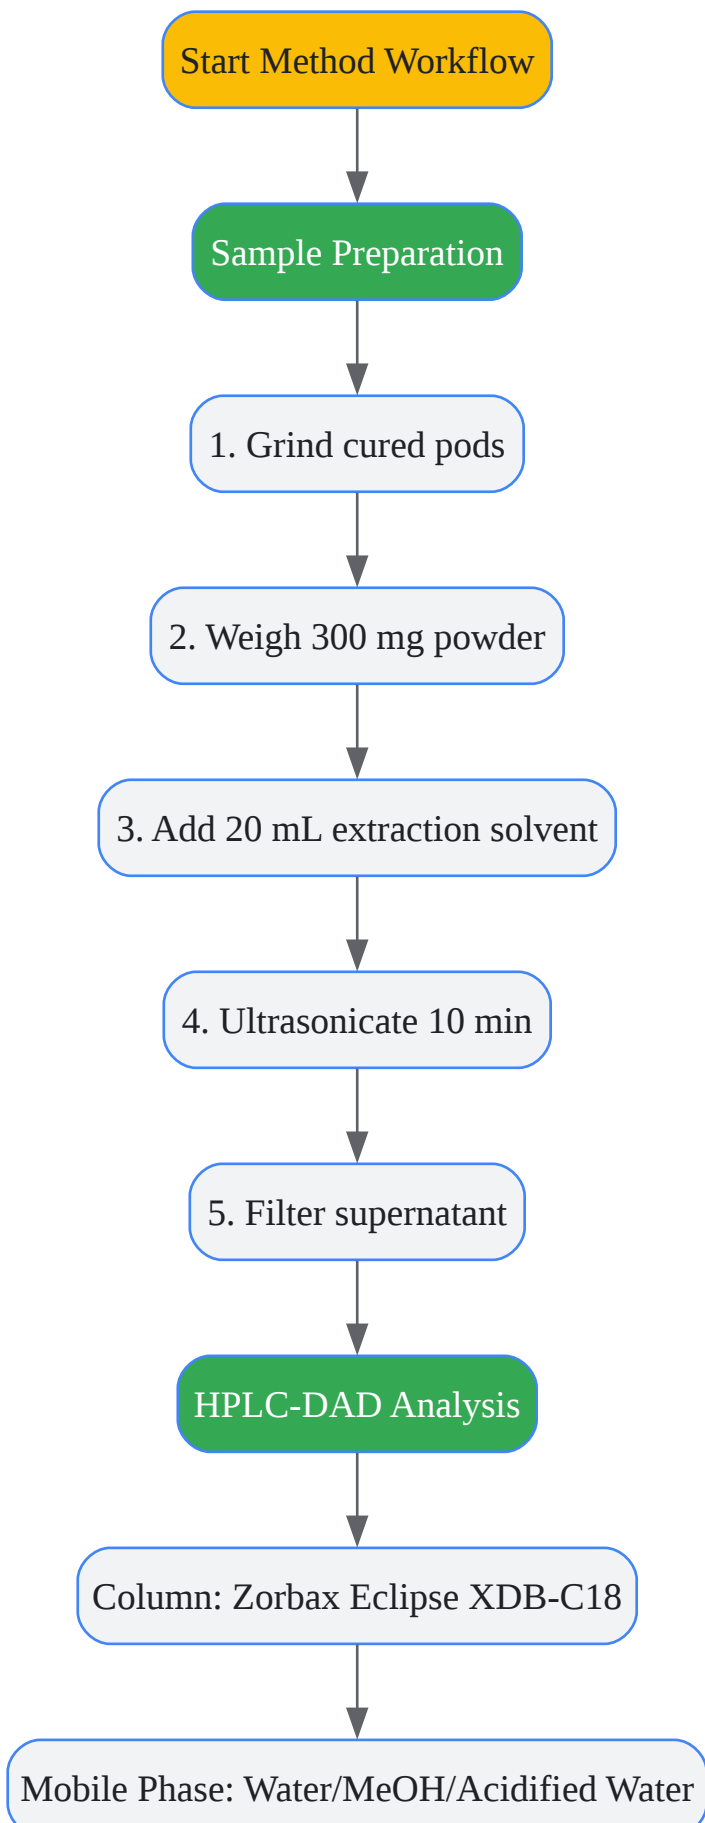 Start Method Workflow
Sample Preparation
1. Grind cured pods
2. Weigh 300 mg powder
3. Add 20 mL extraction solvent
4. Ultrasonicate 10 min
5. Filter supernatant
HPLC-DAD Analysis
Column: Zorbax Eclipse XDB-C18
Mobile Phase: Water/MeOH/Acidified Water